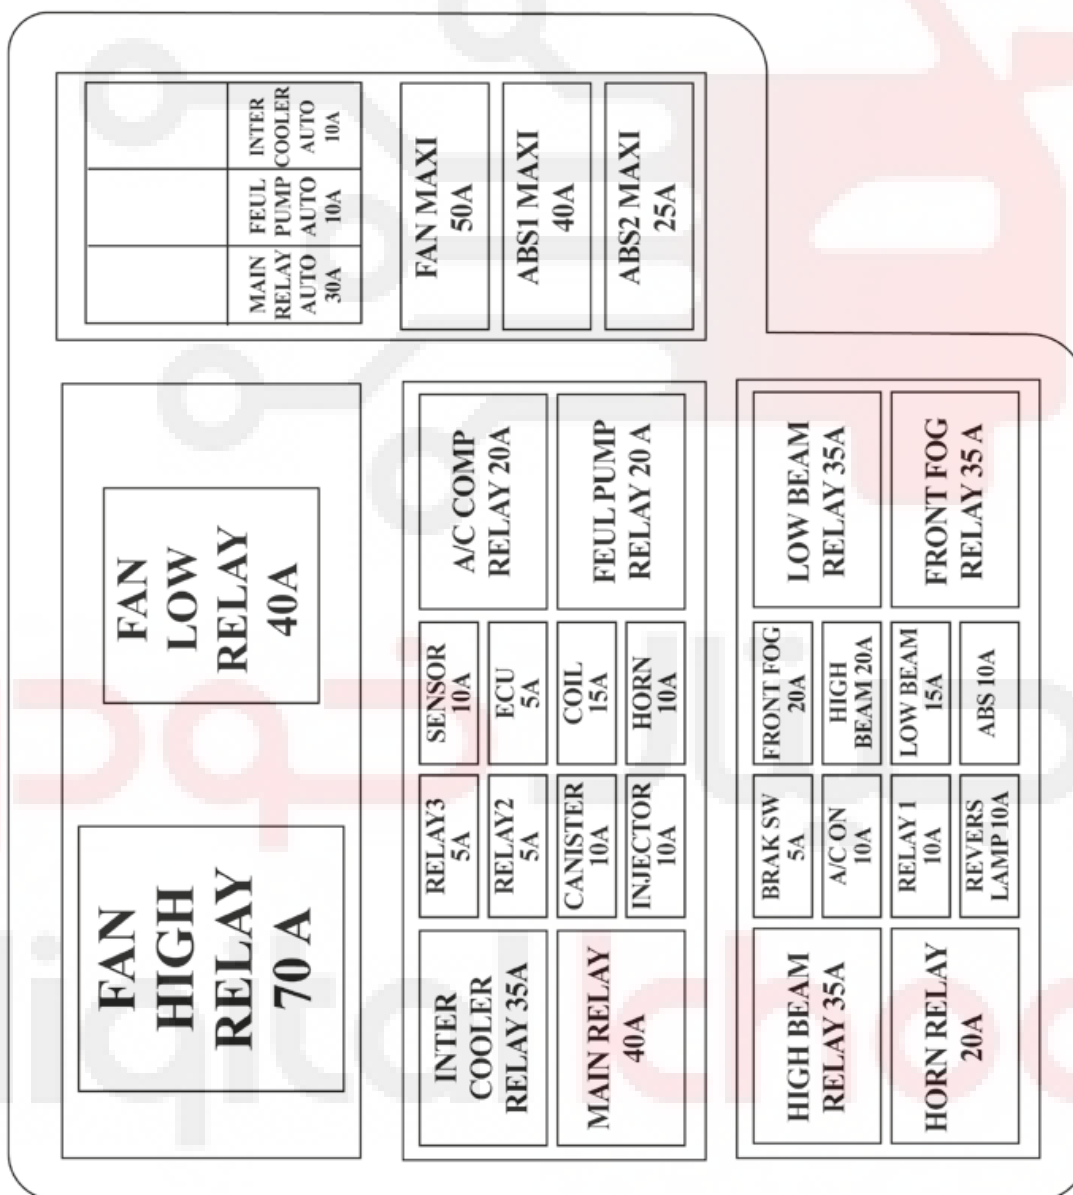 INTER
COOLER
AUTO
10A
FEUL
PUMP
AUTO
10A
MAIN
RELAY
AUTO
30A
FAN MAXI
50A
ABS1 MAXI
40A
ABS2 MAXI
25A
FAN
LOW
RELAY
40A
FAN
HIGH
RELAY
70 A
A/C COMP
RELAY 20A
FEUL PUMP
RELAY 20 A
SENSOR
10A
ECU
5A
COIL
15A
HORN
10A
RELAY3
5A
RELAY2
5A
CANISTER
10A
INJECTOR
10A
INTER
COOLER
RELAY 35A
MAIN RELAY
40A
LOW BEAM
RELAY 35A
FRONT FOG
RELAY 35 A
FRONT FOG
20A
HIGH
BEAM 20A
LOW BEAM
15A
ABS 10A
BRAK SW
5A
A/C ON
10A
RELAY 1
10A
REVERS
LAMP 10A
HIGH BEAM
RELAY 35A
HORN RELAY
20A